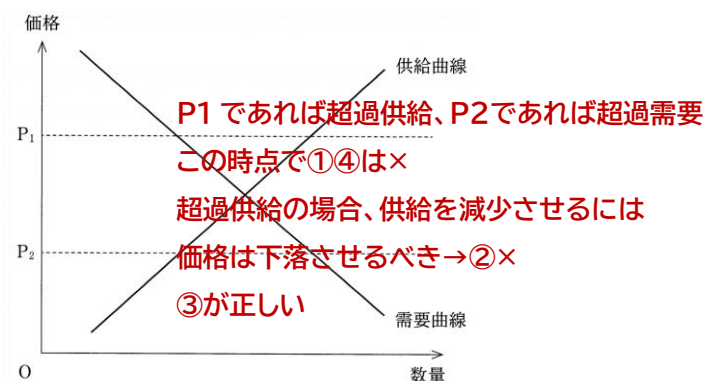 価格
供給曲線
P1 であれば超過供給、P2であれば超過需要
P₁
この時点で①④は×
超過供給の場合、供給を減少させるには
P₂
価格は下落させるべき→②×
③が正しい
需要曲線
O
数量